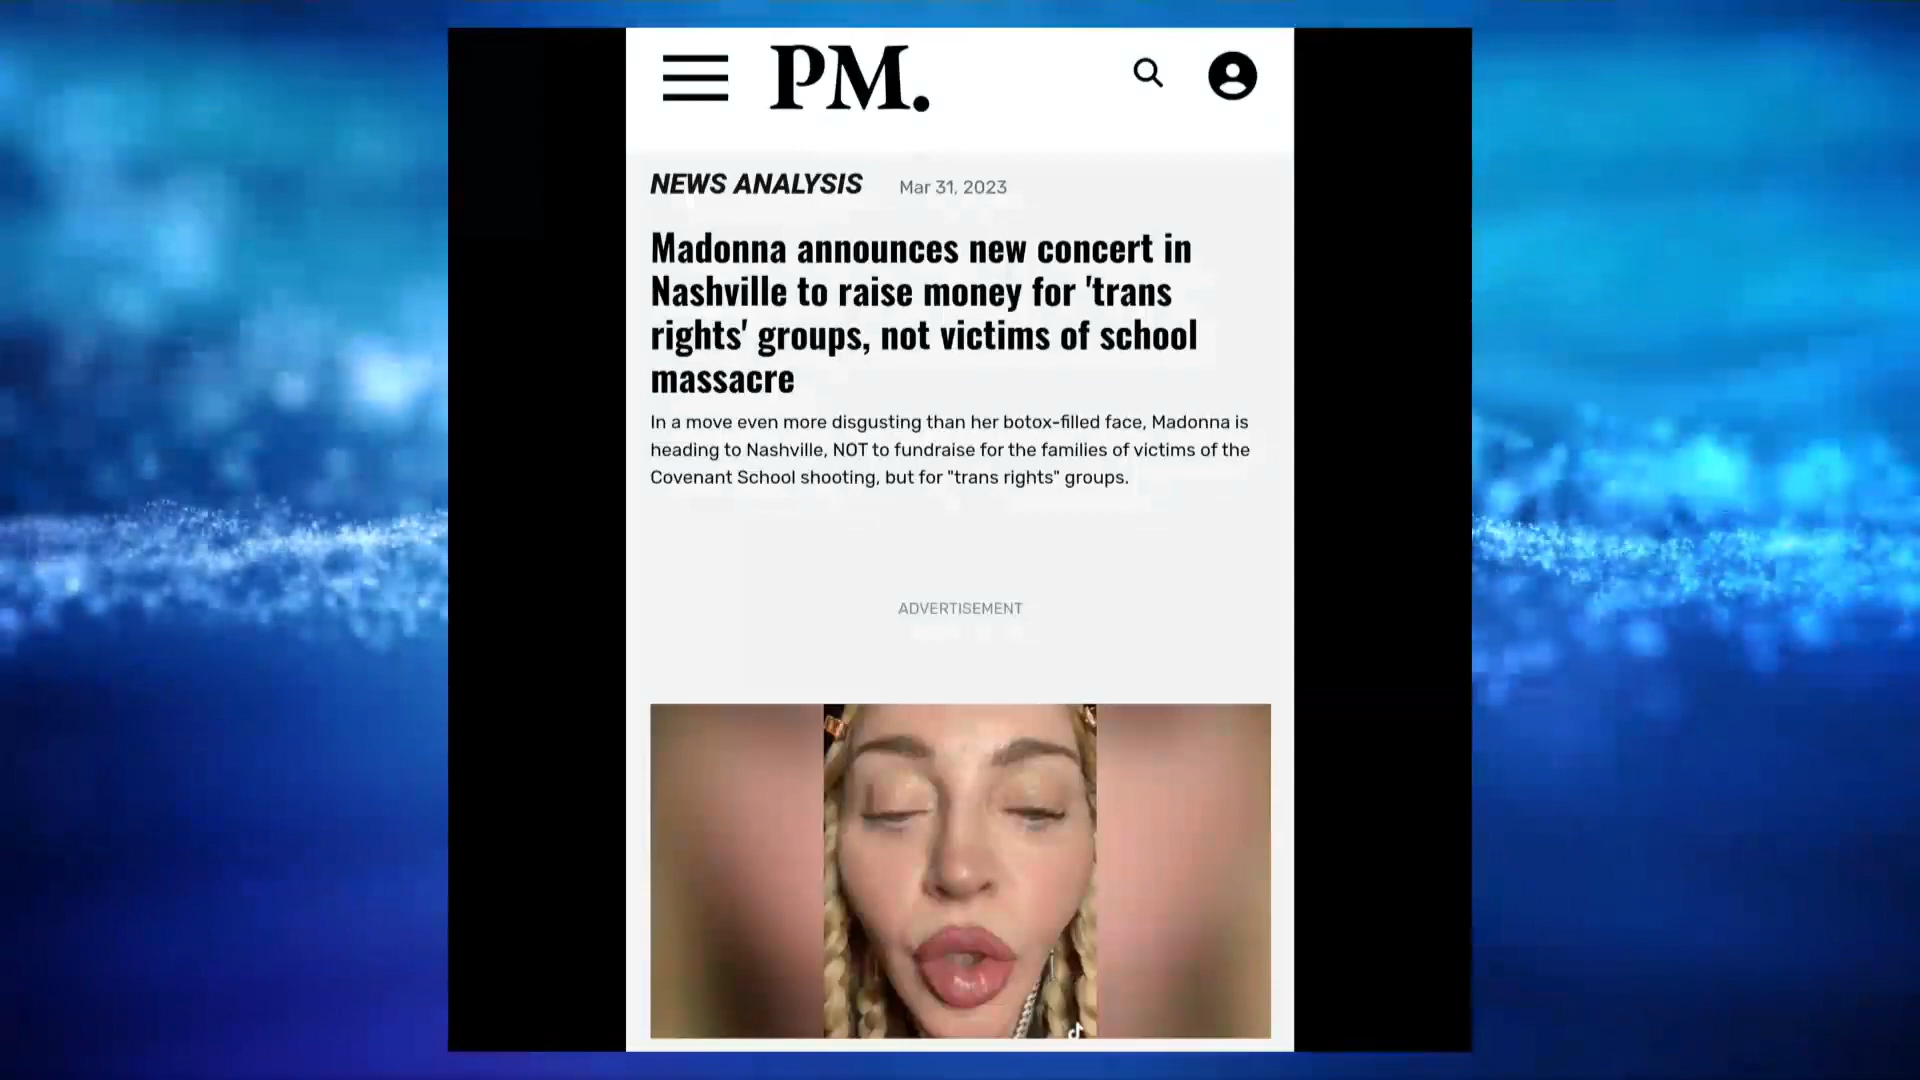 PM.
NEWS ANALYSIS Mar 31, 2023
Madonna announces new concert in
Nashville to raise money for 'trans
rights' groups, not victims of school
massacre
In a move even more disgusting than her botox-filled face, Madonna is
heading to Nashville, NOT to fundraise for the families of victims of the
Covenant School shooting, but for "trans rights" groups.
ADVERTISEMENT